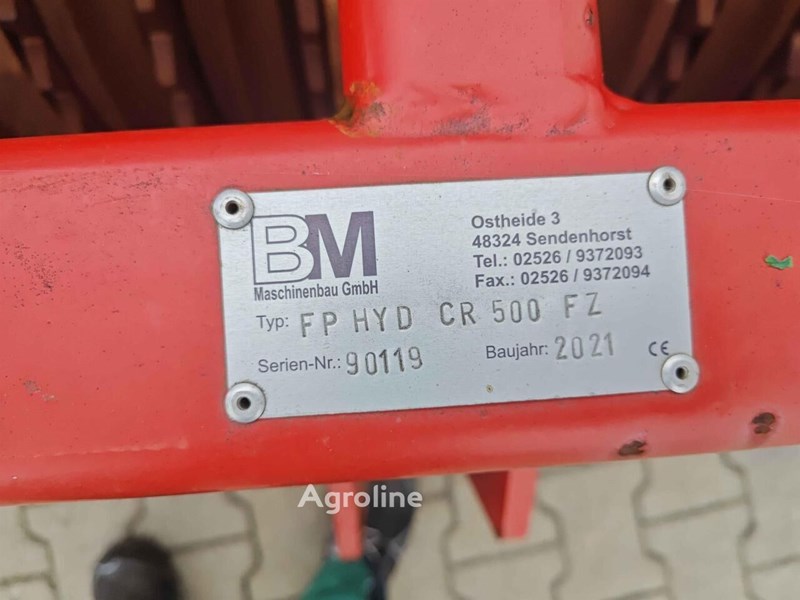 BM
Maschinenbau GmbH
Ostheide 3
48324 Sendenhorst
Tel.: 02526 / 9372093
Fax.: 02526 / 9372094
Typ: FP HYD CR 500 FZ
Serien-Nr.: 90119 Baujahr: 2021 CE
Agroline